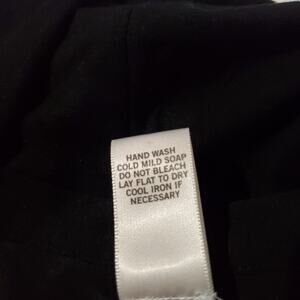 HAND WASH
COLD MILD SOAP
DO NOT BLEACH
LAY FLAT TO DRY
COOL IRON IF
NECESSARY